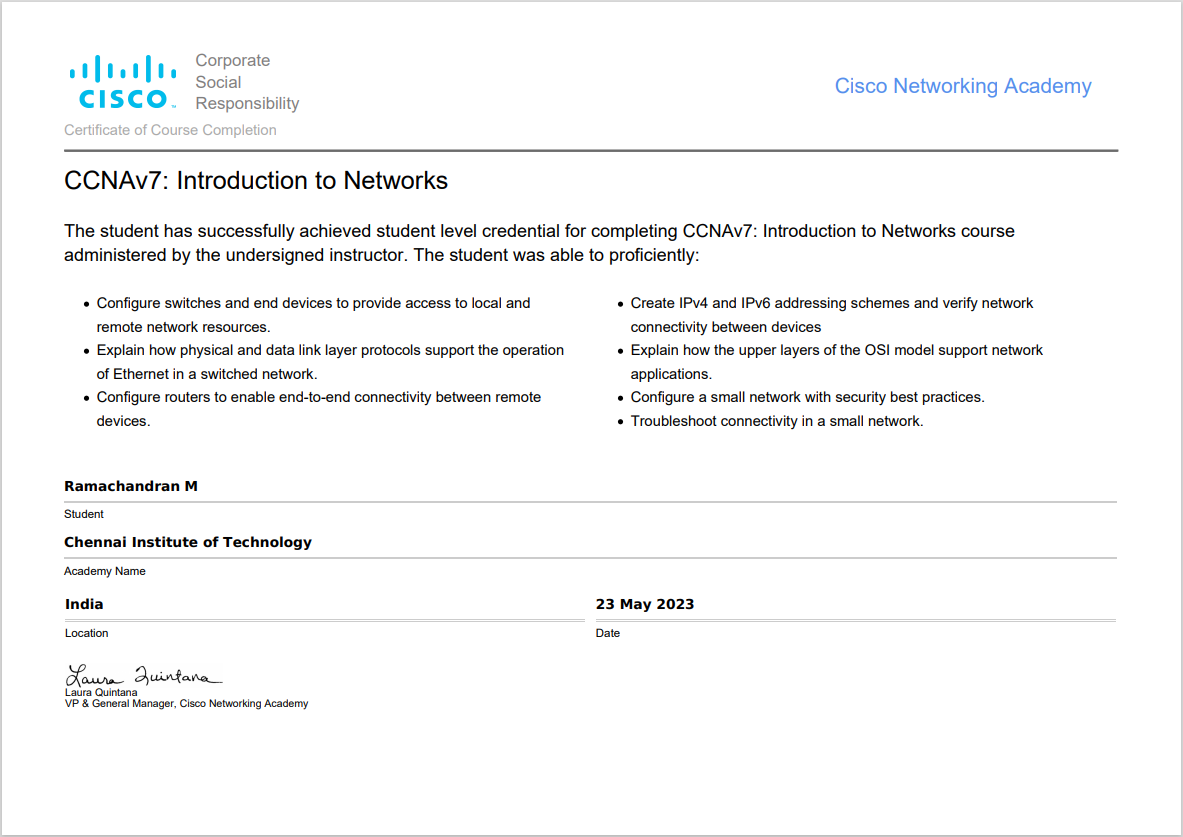 Corporate
Social
Responsibility
CISCO™
Cisco Networking Academy
Certificate of Course Completion
CCNAv7: Introduction to Networks
The student has successfully achieved student level credential for completing CCNAv7: Introduction to Networks course
administered by the undersigned instructor. The student was able to proficiently:
• Configure switches and end devices to provide access to local and
remote network resources.
• Explain how physical and data link layer protocols support the operation
of Ethernet in a switched network.
• Configure routers to enable end-to-end connectivity between remote
devices.
• Create IPv4 and IPv6 addressing schemes and verify network
connectivity between devices
• Explain how the upper layers of the OSI model support network
applications.
• Configure a small network with security best practices.
• Troubleshoot connectivity in a small network.
Ramachandran M
Student
Chennai Institute of Technology
Academy Name
India
Location
23 May 2023
Date
Laura Quintana
Laura Quintana
VP & General Manager, Cisco Networking Academy